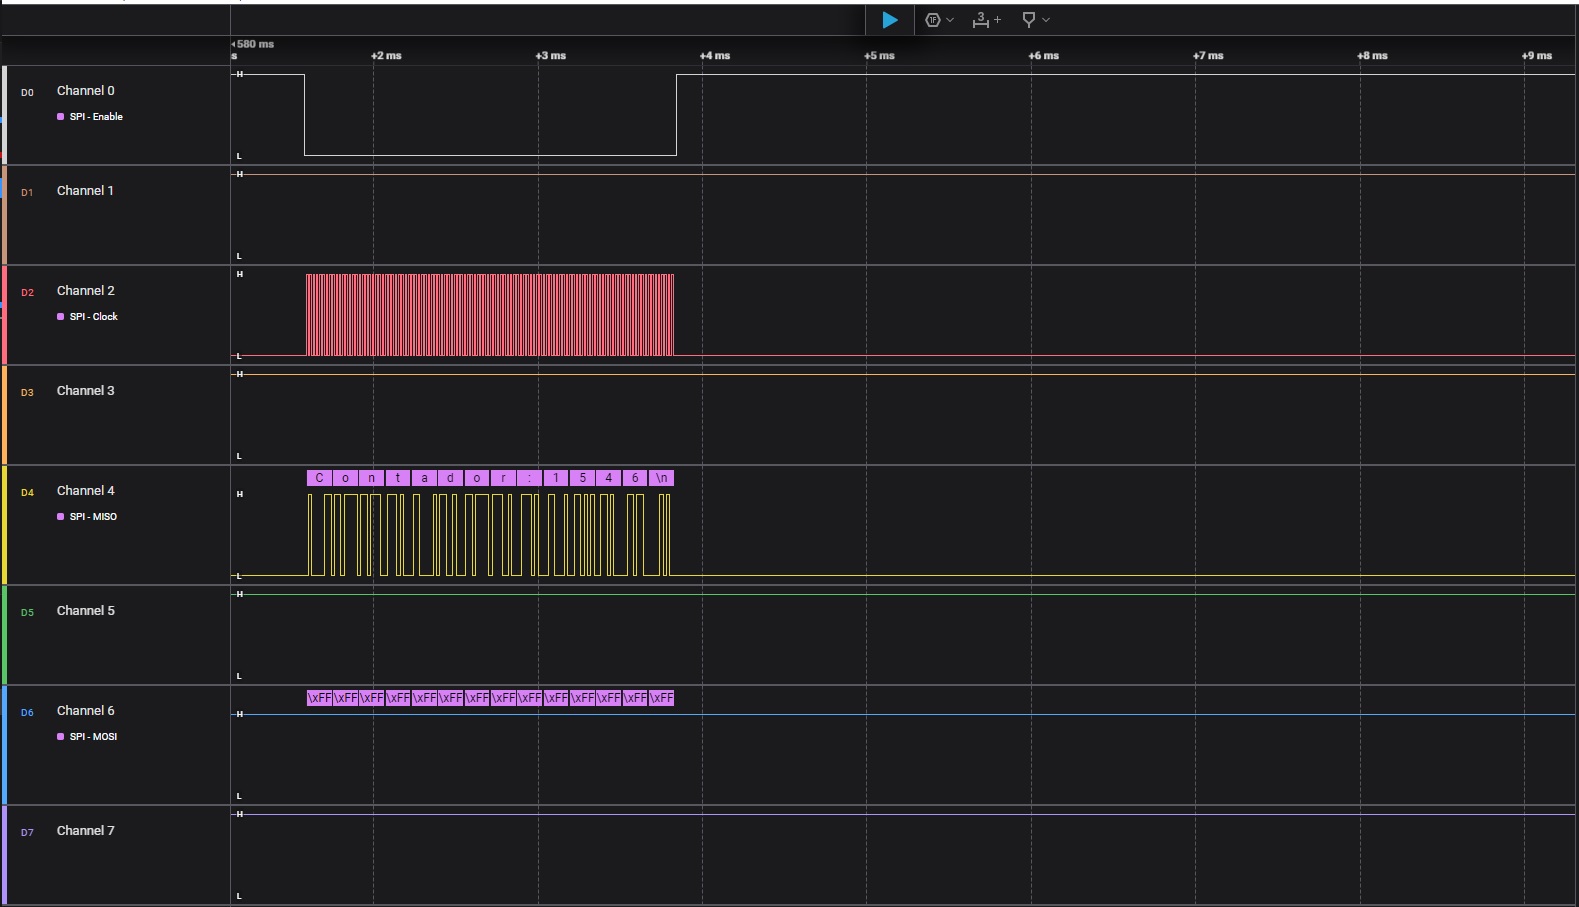 3 +
580 ms
s +2 ms +3 ms +4 ms +5 ms +6 ms +7 ms +8 ms +9 ms
H
D0 Channel 0
SPI - Enable
L
H
D1 Channel 1
L
H
D2 Channel 2
SPI - Clock
L
H
D3 Channel 3
L
C o n t a d o r : 1 5 4 6 \n
D4 Channel 4
H
SPI - MISO
L
H
D5 Channel 5
L
\xFF \xFF \xFF \xFF \xFF \xFF \xFF \xFF \xFF \xFF \xFF \xFF \xFF \xFF
D6 Channel 6
H
SPI - MOSI
L
H
D7 Channel 7
L